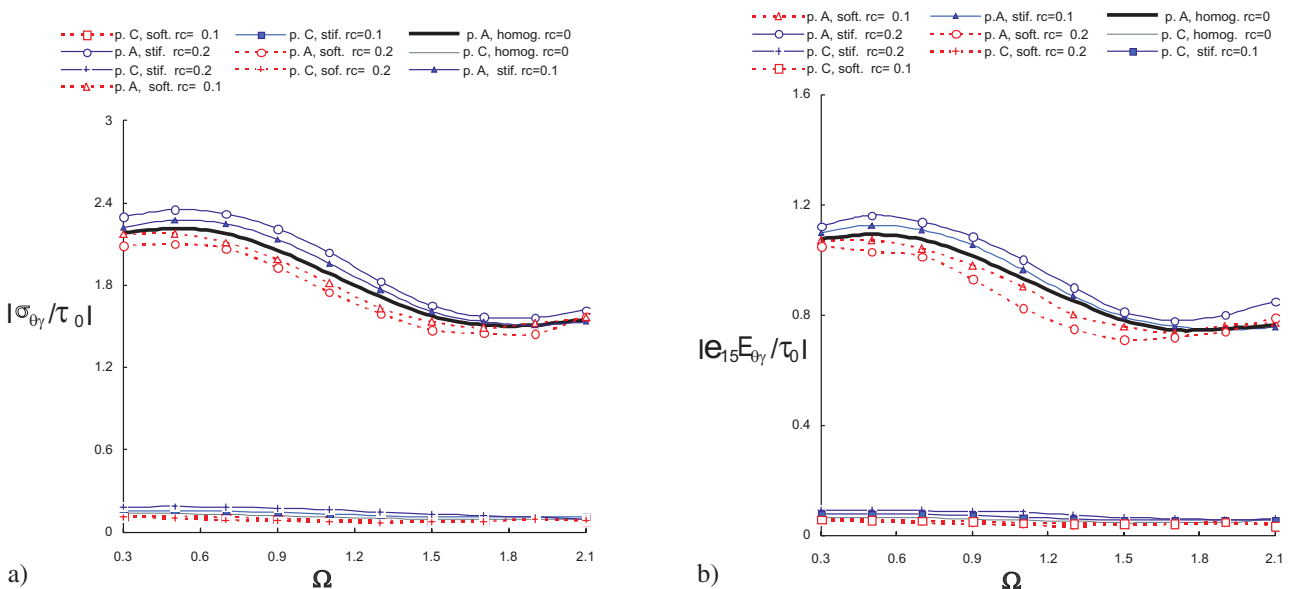 p. C, soft. rc= 0.1
p. C, stif. rc=0.1
p. A, homog. rc=0
p. A, stif. rc=0.2
p. A, soft. rc= 0.2
p. C, homog. rc=0
p. C, stif. rc=0.2
p. C, sof. rc= 0.2
p. A, stif. rc=0.1
p. A, soft. rc= 0.1
3
2.4
1.8
1.2
0.6
0
|σθγ/τ0|
0.3 0.6 0.9 1.2 1.5 1.8 2.1
Ω
a)
p. A, soft. rc= 0.1
p.A, stif. rc=0.1
p. A, homog. rc=0
p. A, stif. rc=0.2
p. A, soft. rc= 0.2
p. C, homog. rc=0
p. C, stif. rc=0.2
p. C, soft. rc= 0.2
p. C, stif. rc=0.1
p. C, soft. rc= 0.1
1.6
1.2
0.8
0.4
0
|e15Eθγ/τ0|
0.3 0.6 0.9 1.2 1.5 1.8 2.1
Ω
b)